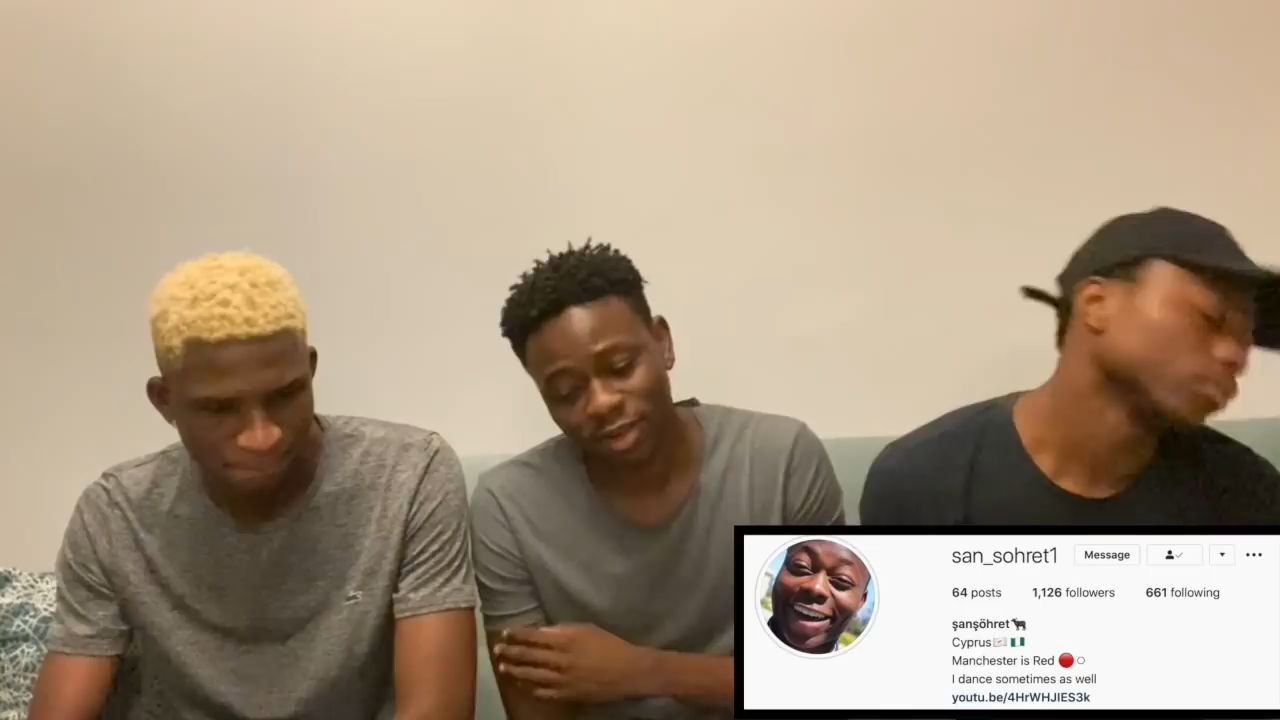 san_sohret1 Message
64 posts 1,126 followers 661 following
şanşöhret🐂
Cyprus🇨🇾 🇳🇬
Manchester is Red 🔴⚪
I dance sometimes as well
youtu.be/4HrWHJIES3k